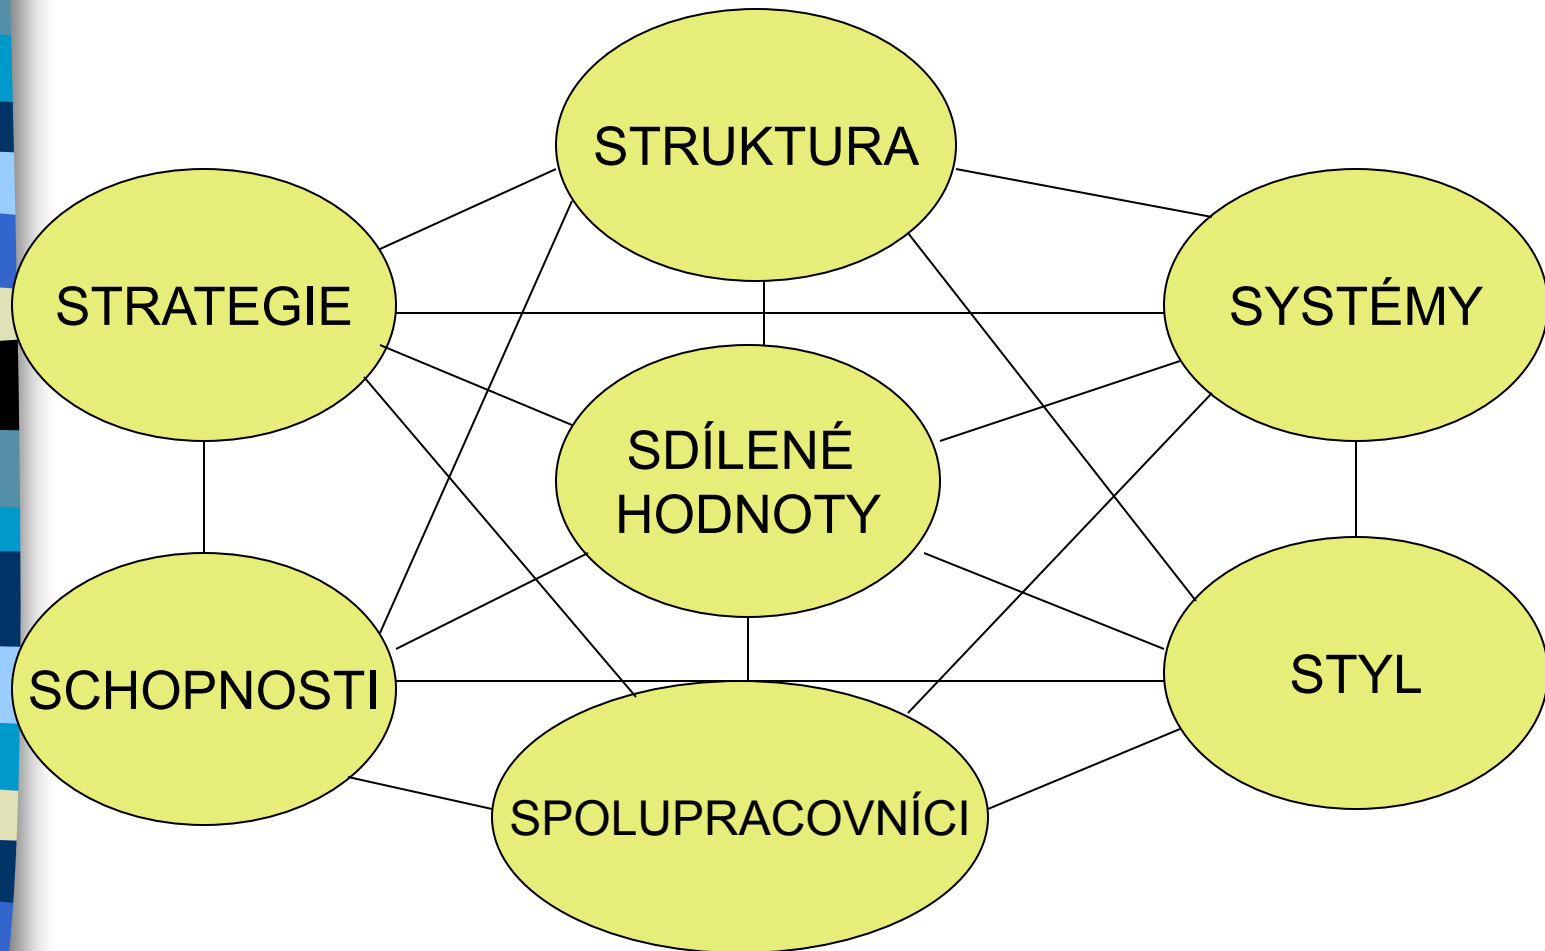 STRUKTURA
STRATEGIE
SYSTÉMY
SDÍLENÉ
HODNOTY
SCHOPNOSTI
STYL
SPOLUPRACOVNÍCI